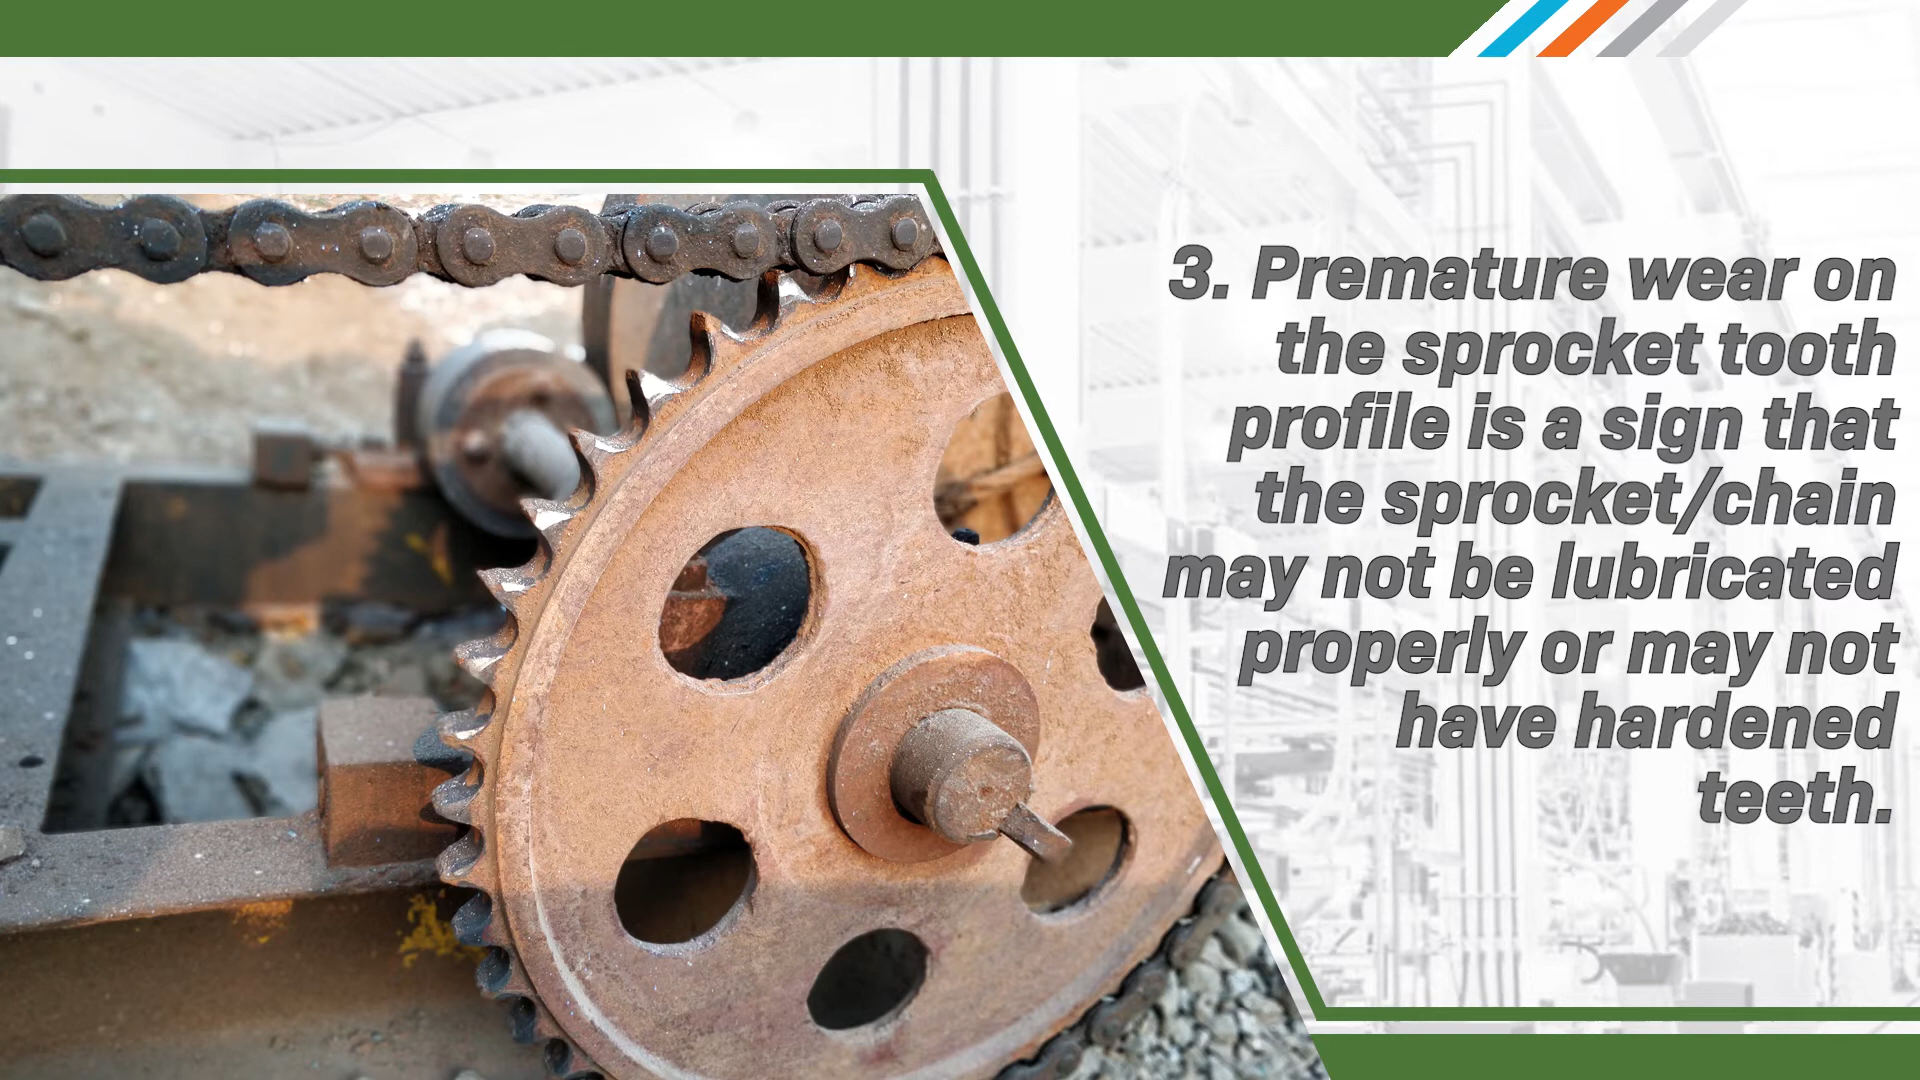 3. Premature wear on
the sprocket tooth
profile is a sign that
the sprocket/chain
may not be lubricated
properly or may not
have hardened
teeth.